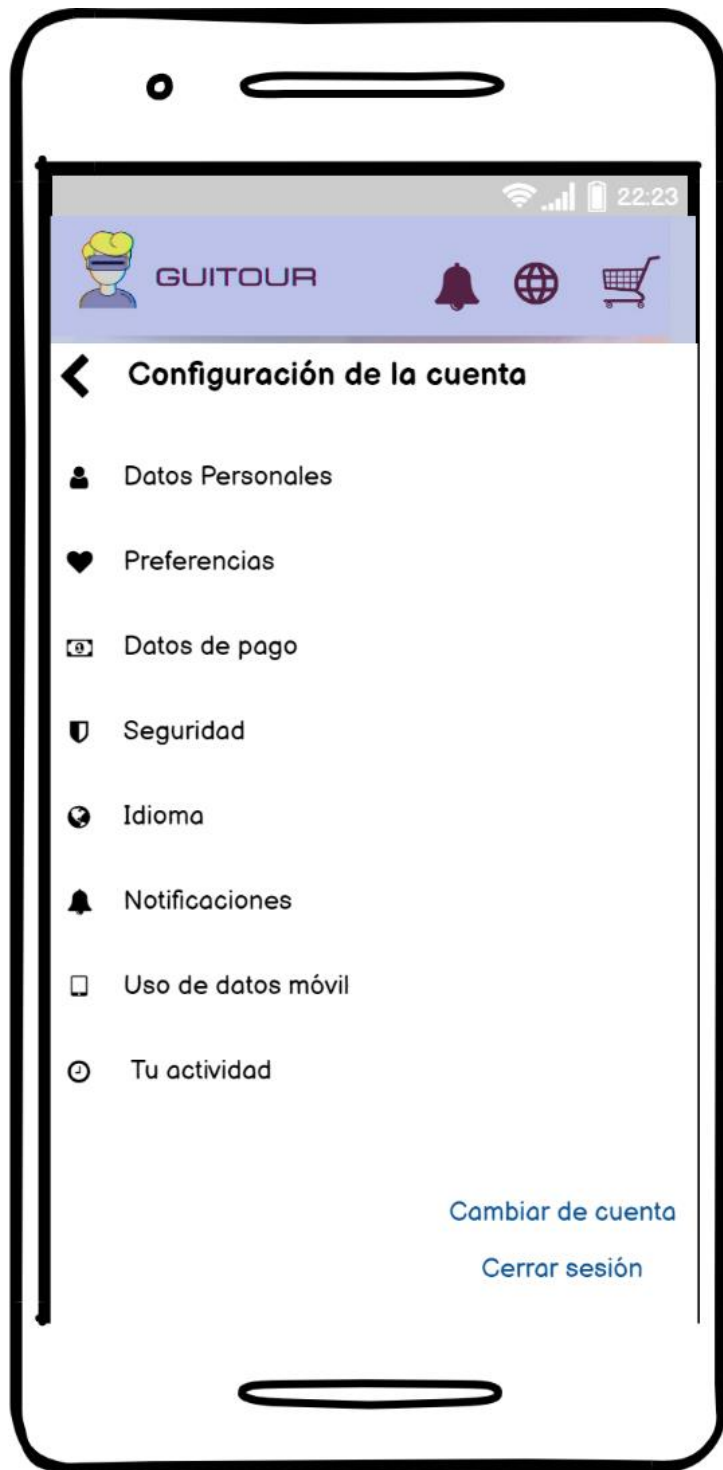 22:23
GUITOUR
Configuración de la cuenta
Datos Personales
Preferencias
Datos de pago
Seguridad
Idioma
Notificaciones
Uso de datos móvil
Tu actividad
Cambiar de cuenta
Cerrar sesión